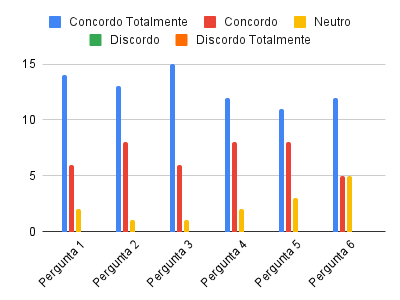 Concordo Totalmente Concordo Neutro
Discordo Discordo Totalmente
15
10
5
0
Pergunta 1
Pergunta 2
Pergunta 3
Pergunta 4
Pergunta 5
Pergunta 6